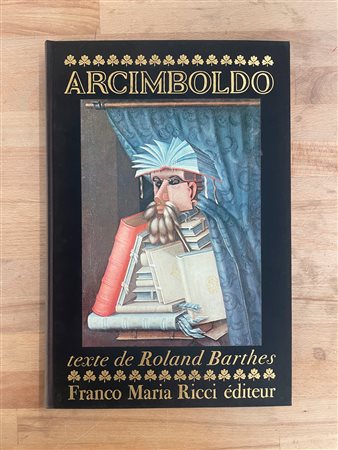 ARCIMBOLDO
texte de Roland Barthes
Franco Maria Ricci éditeur